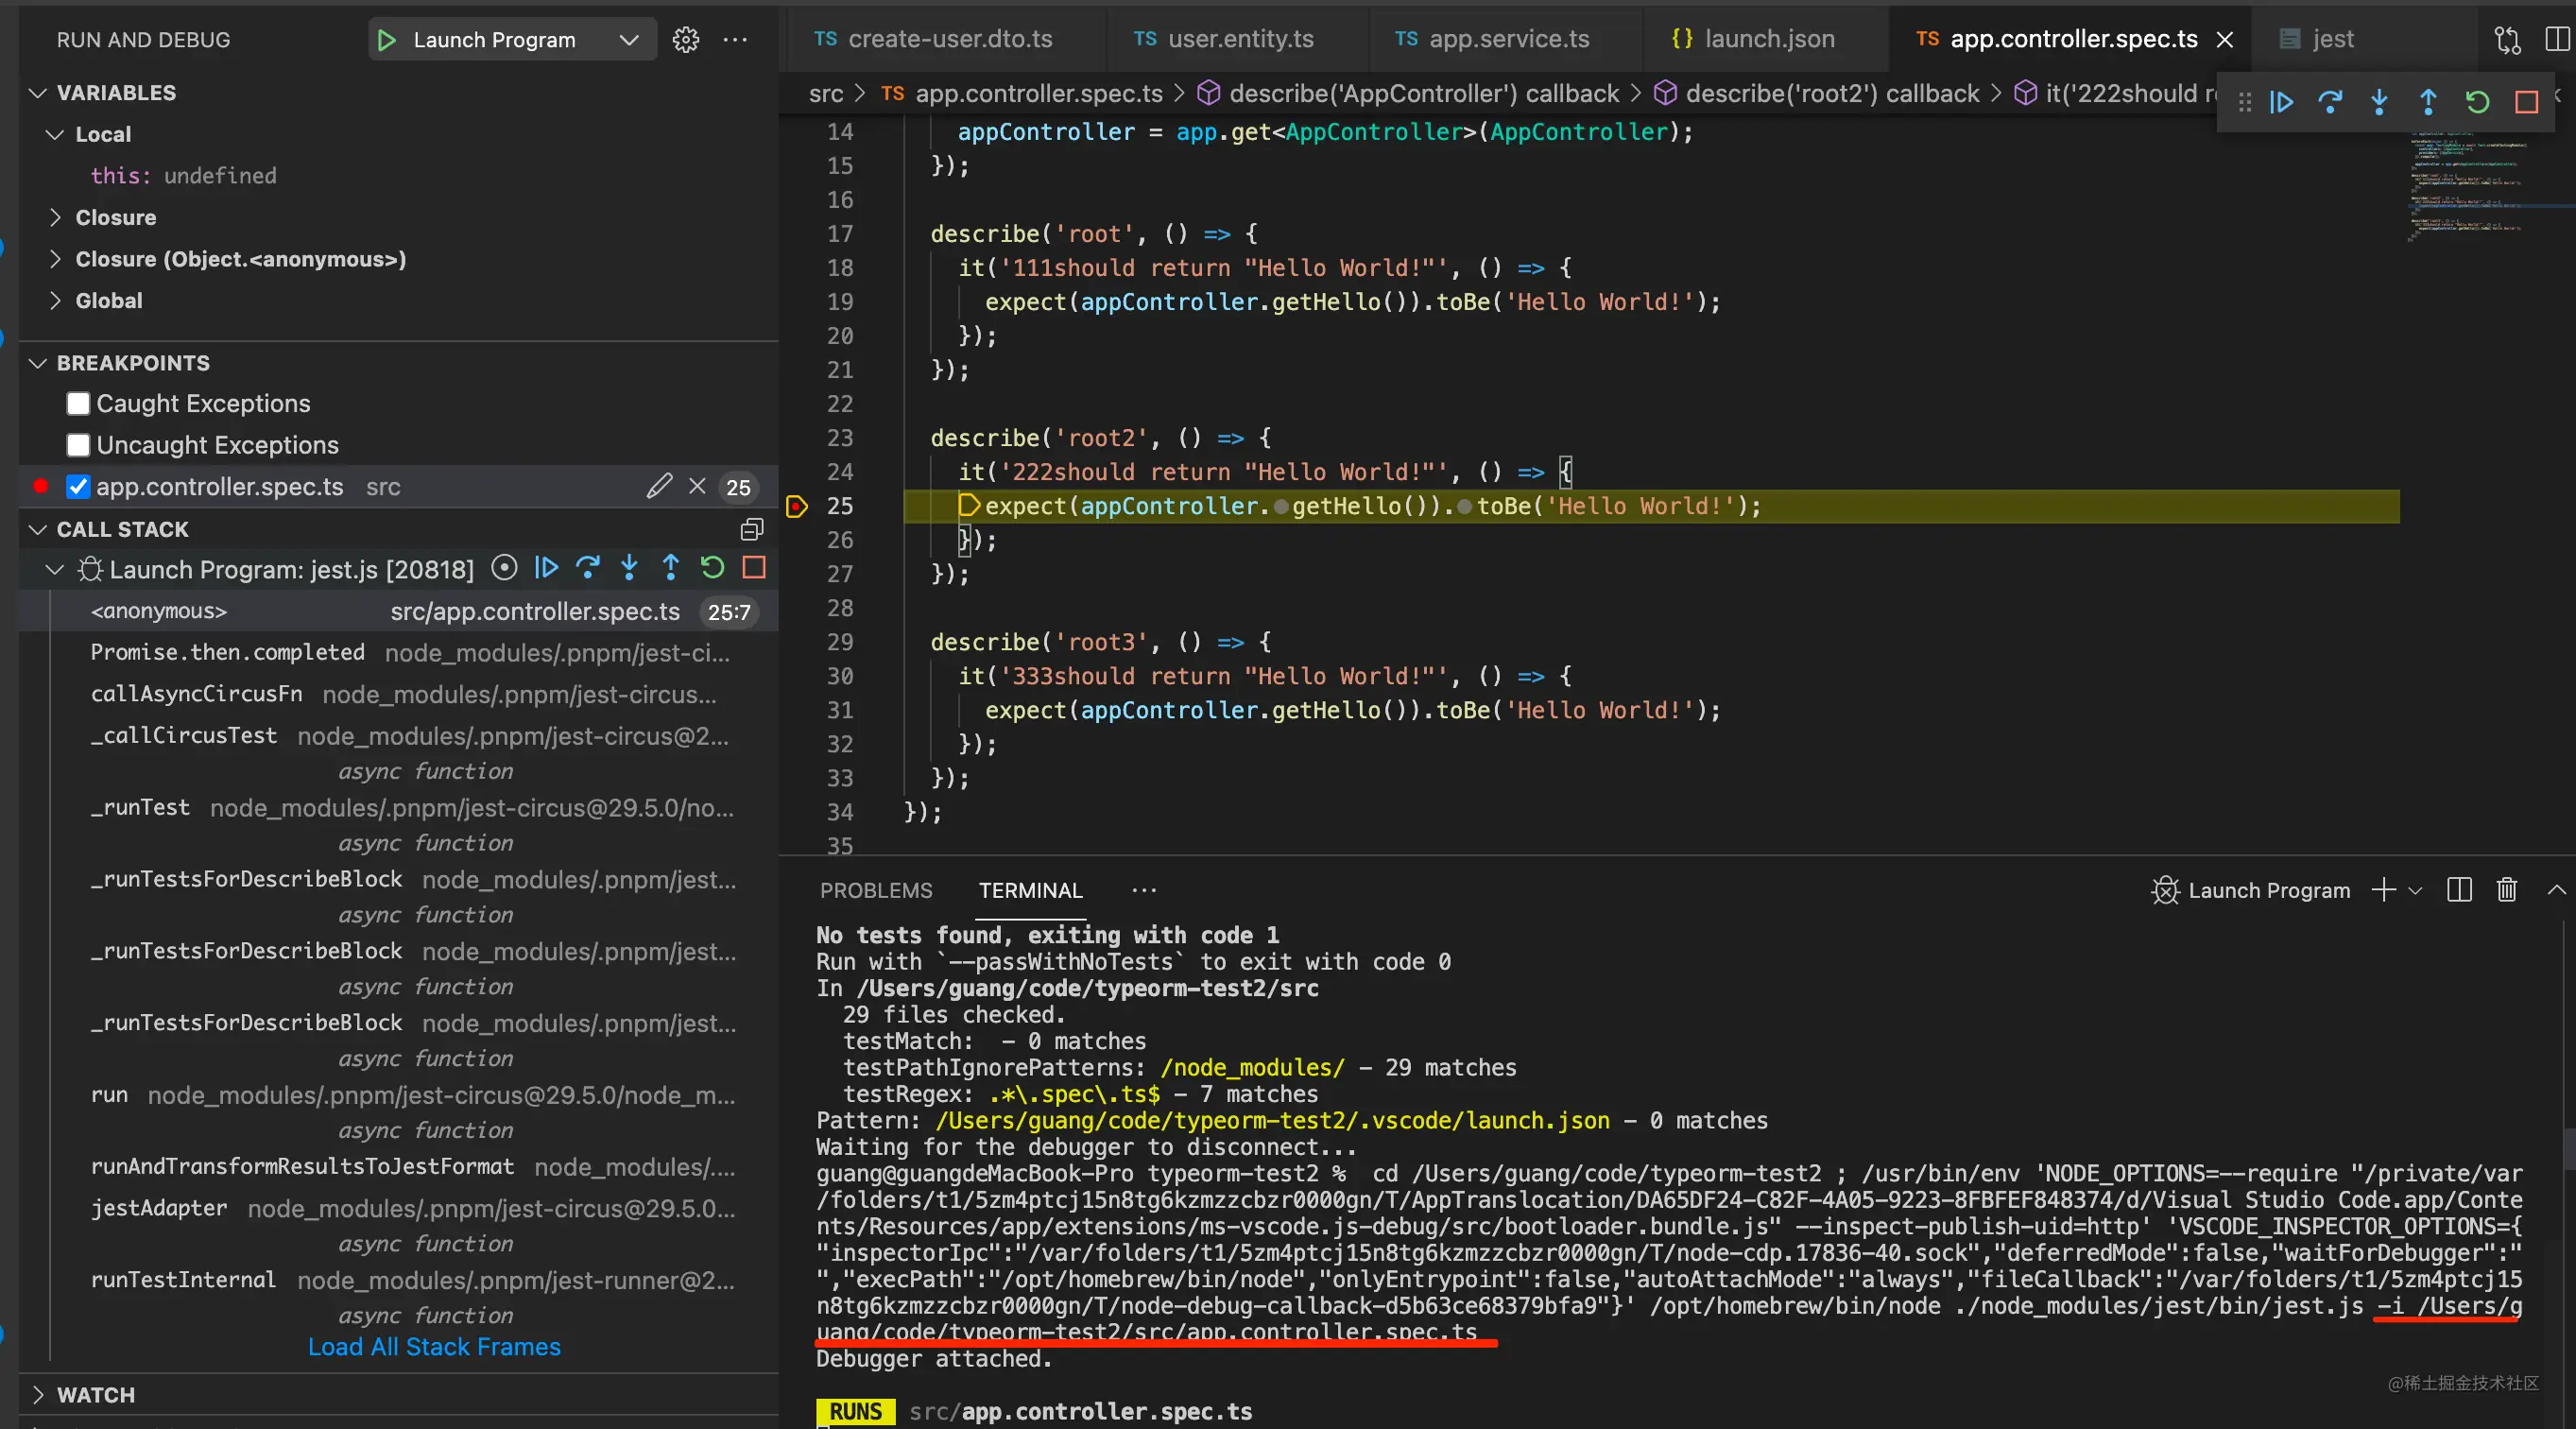 RUN AND DEBUG
Launch Program
VARIABLES
Local
this: undefined
Closure
Closure (Object.<anonymous>)
Global
BREAKPOINTS
Caught Exceptions
Uncaught Exceptions
app.controller.spec.ts src 25
CALL STACK
Launch Program: jest.js [20818]
<anonymous> src/app.controller.spec.ts 25:7
Promise.then.completed node_modules/.pnpm/jest-ci...
callAsyncCircusFn node_modules/.pnpm/jest-circus...
_callCircusTest node_modules/.pnpm/jest-circus@2...
async function
_runTest node_modules/.pnpm/jest-circus@29.5.0/no...
async function
_runTestsForDescribeBlock node_modules/.pnpm/jest...
async function
_runTestsForDescribeBlock node_modules/.pnpm/jest...
async function
_runTestsForDescribeBlock node_modules/.pnpm/jest...
async function
run node_modules/.pnpm/jest-circus@29.5.0/node_m...
async function
runAndTransformResultsToJestFormat node_modules/....
jestAdapter node_modules/.pnpm/jest-circus@29.5.0...
async function
runTestInternal node_modules/.pnpm/jest-runner@2...
async function
Load All Stack Frames
WATCH
TS create-user.dto.ts TS user.entity.ts TS app.service.ts {} launch.json TS app.controller.spec.ts jest
src > TS app.controller.spec.ts > describe('AppController') callback > describe('root2') callback > it('222should
14 appController = app.get<AppController>(AppController);
15 });
16
17 describe('root', () => {
18 it('111should return "Hello World!"', () => {
19 expect(appController.getHello()).toBe('Hello World!');
20 });
21 });
22
23 describe('root2', () => {
24 it('222should return "Hello World!"', () => {
25 expect(appController.getHello()).toBe('Hello World!');
26 });
27 });
28
29 describe('root3', () => {
30 it('333should return "Hello World!"', () => {
31 expect(appController.getHello()).toBe('Hello World!');
32 });
33 });
34 });
35
PROBLEMS TERMINAL ··· Launch Program
No tests found, exiting with code 1
Run with `--passWithNoTests` to exit with code 0
In /Users/guang/code/typeorm-test2/src
29 files checked.
testMatch: - 0 matches
testPathIgnorePatterns: /node_modules/ - 29 matches
testRegex: .*\.spec\.ts$ - 7 matches
Pattern: /Users/guang/code/typeorm-test2/.vscode/launch.json - 0 matches
Waiting for the debugger to disconnect...
guang@guangdeMacBook-Pro typeorm-test2 % cd /Users/guang/code/typeorm-test2 ; /usr/bin/env 'NODE_OPTIONS=--require "/private/var
/folders/t1/5zm4ptcj15n8tg6kzmzzcbzr0000gn/T/AppTranslocation/DA65DF24-C82F-4A05-9223-8FBFEF848374/d/Visual Studio Code.app/Conte
nts/Resources/app/extensions/ms-vscode.js-debug/src/bootloader.bundle.js" --inspect-publish-uid=http' 'VSCODE_INSPECTOR_OPTIONS={
"inspectorIpc":"/var/folders/t1/5zm4ptcj15n8tg6kzmzzcbzr0000gn/T/node-cdp.17836-40.sock","deferredMode":false,"waitForDebugger":"
","execPath":"/opt/homebrew/bin/node","onlyEntrypoint":false,"autoAttachMode":"always","fileCallback":"/var/folders/t1/5zm4ptcj15
n8tg6kzmzzcbzr0000gn/T/node-debug-callback-d5b63ce68379bfa9"}' /opt/homebrew/bin/node ./node_modules/jest/bin/jest.js -i /Users/g
uang/code/typeorm-test2/src/app.controller.spec.ts
Debugger attached.
RUNS src/app.controller.spec.ts
@稀土掘金技术社区